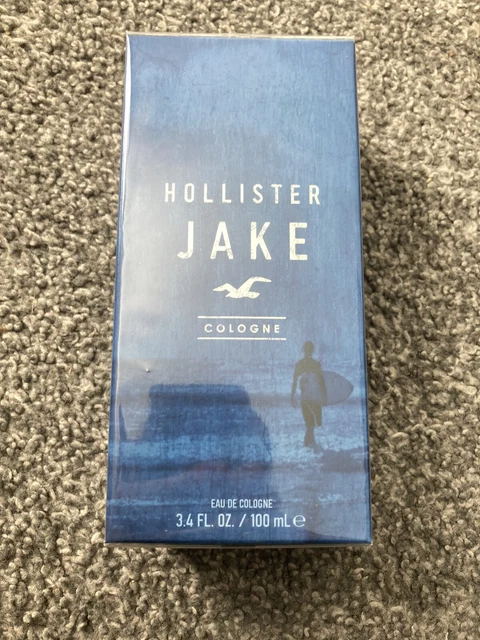 HOLLISTER
JAKE
COLOGNE
EAU DE COLOGNE
3.4 FL. OZ. / 100 mL ℮